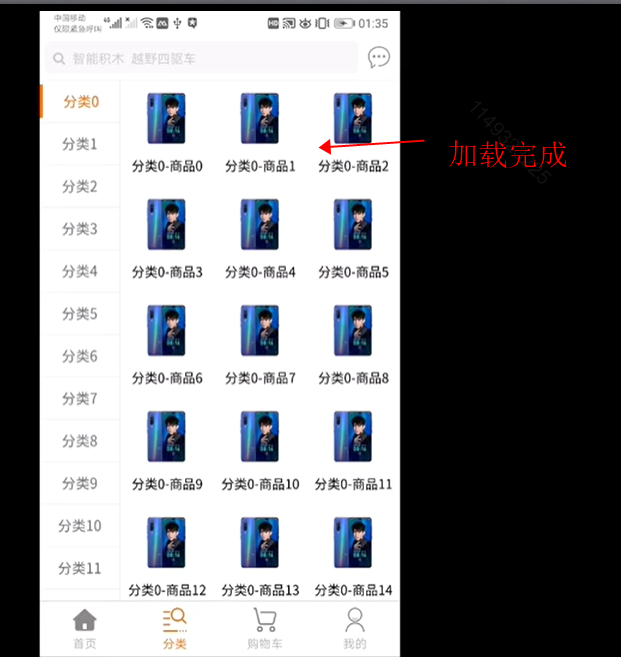 中国移动
仅限紧急呼叫
01:35
智能积木 越野四驱车
分类0
分类1
分类2
分类3
分类4
分类5
分类6
分类7
分类8
分类9
分类10
分类11
分类0-商品0 分类0-商品1 分类0-商品2
分类0-商品3 分类0-商品4 分类0-商品5
分类0-商品6 分类0-商品7 分类0-商品8
分类0-商品9 分类0-商品10 分类0-商品11
分类0-商品12 分类0-商品13 分类0-商品14
加载完成
首页 分类 购物车 我的